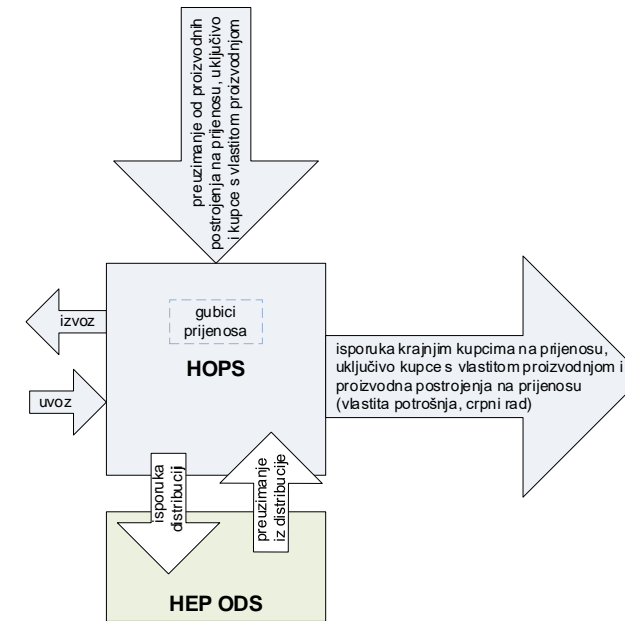 preuzimanje od proizvodnih
postrojenja na prijenosu, uključivo
i kupce s vlastitom proizvodnjom
izvoz
gubici
prijenosa
HOPS
isporuka krajnjim kupcima na prijenosu,
uključivo kupce s vlastitom proizvodnjom i
proizvodna postrojenja na prijenosu
(vlastita potrošnja, crpni rad)
uvoz
isporuka
distribucij
preuzimanje
iz distribucije
HEP ODS